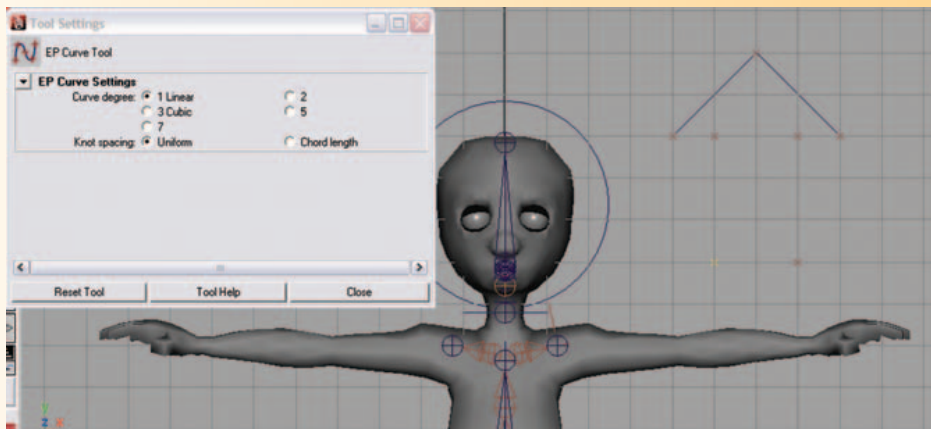 Tool Settings
EP Curve Tool
EP Curve Settings
Curve degree: 1 Linear 2
3 Cubic 5
7
Knot spacing: Uniform Chord length
Reset Tool Tool Help Close
y
z